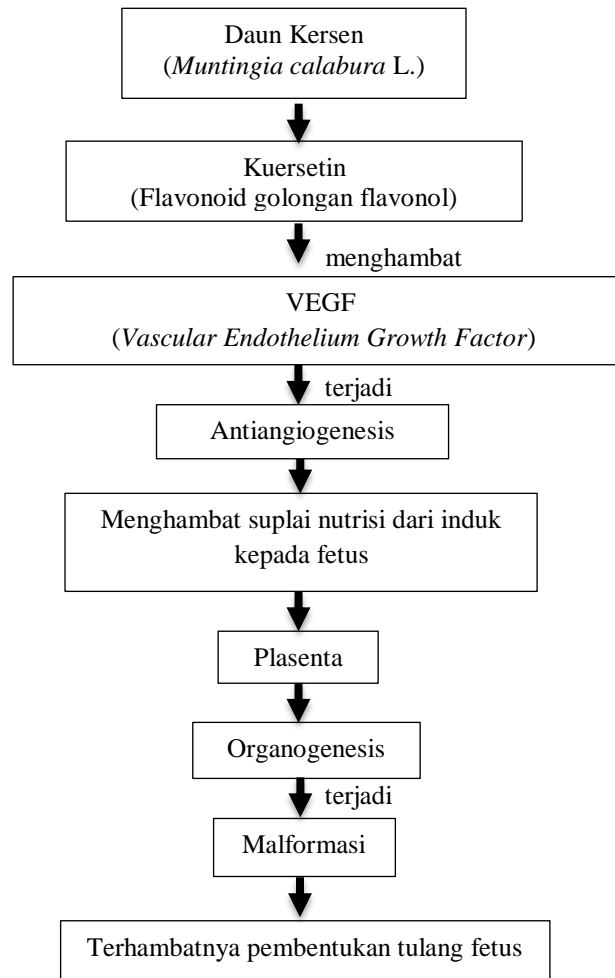 Daun Kersen
(Muntingia calabura L.)
Kuersetin
(Flavonoid golongan flavonol)
menghambat
VEGF
(Vascular Endothelium Growth Factor)
terjadi
Antiangiogenesis
Menghambat suplai nutrisi dari induk
kepada fetus
Plasenta
Organogenesis
terjadi
Malformasi
Terhambatnya pembentukan tulang fetus